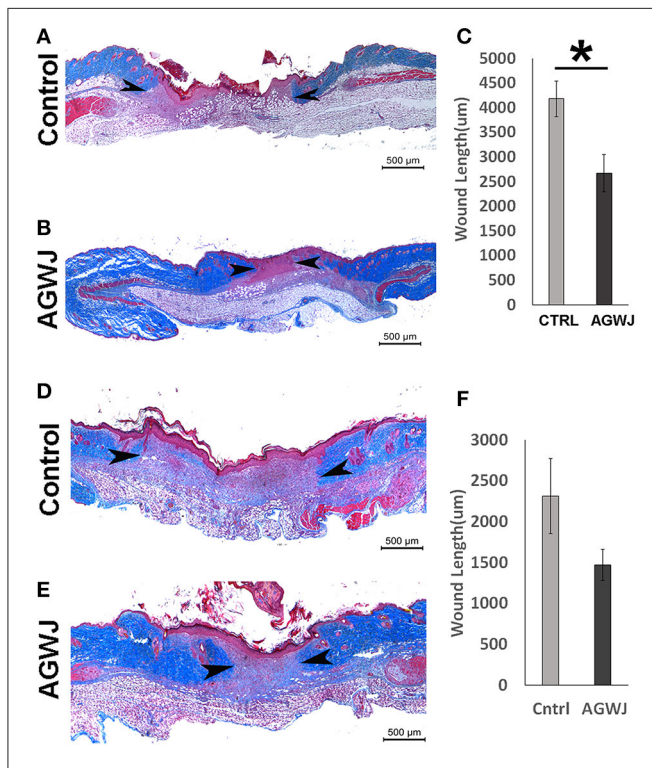 A
Control
500 µm
B
AGWJ
500 µm
C
*
5000
4500
4000
3500
3000
2500
2000
1500
1000
500
0
Wound Length(um)
CTRL AGWJ
D
Control
500 µm
E
AGWJ
500 µm
F
3000
2500
2000
1500
1000
500
0
Wound Length(um)
Cntrl AGWJ